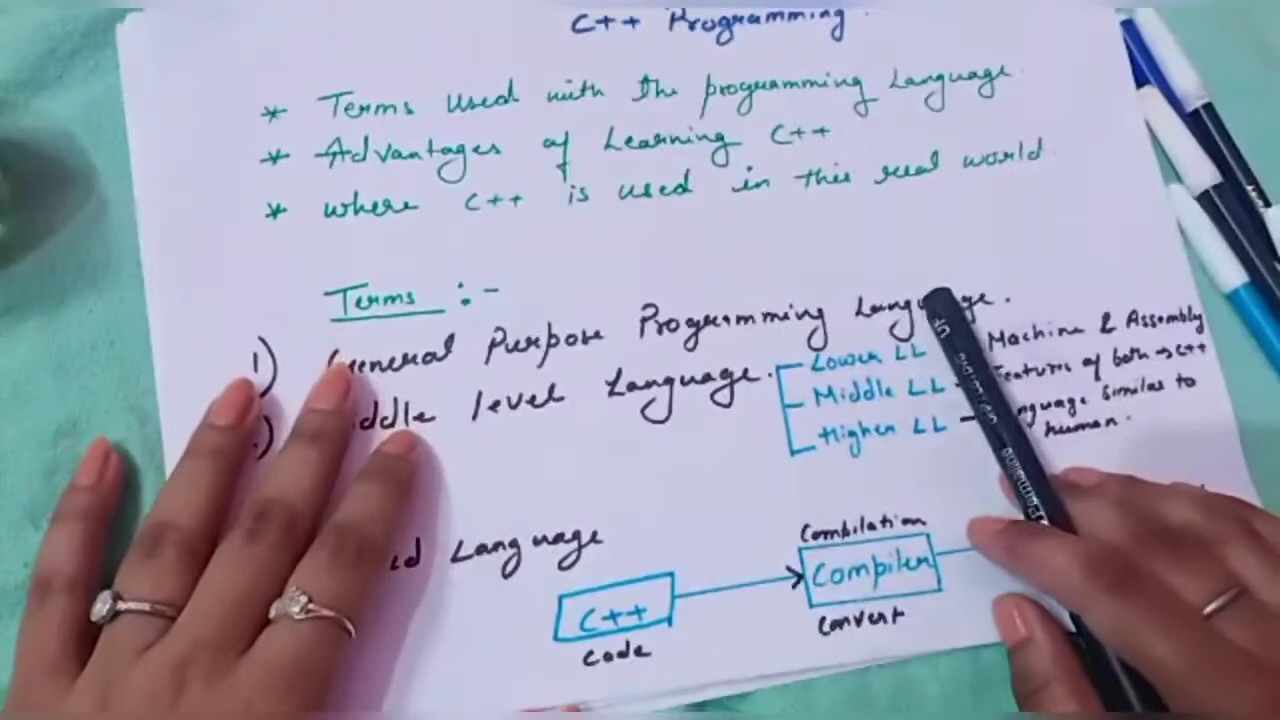 C++ Programming.
* Terms Used with the programming Language.
* Advantages of Learning C++
* where C++ is used in this real world.
Terms :-
1) General Purpose Programming Language.
Middle level Language.
Lower LL Machine & Assembly
Middle LL Features of both → C++
Higher LL - Language similar to
human.
Language
C++
Code
Combilation
Compiler
Convert